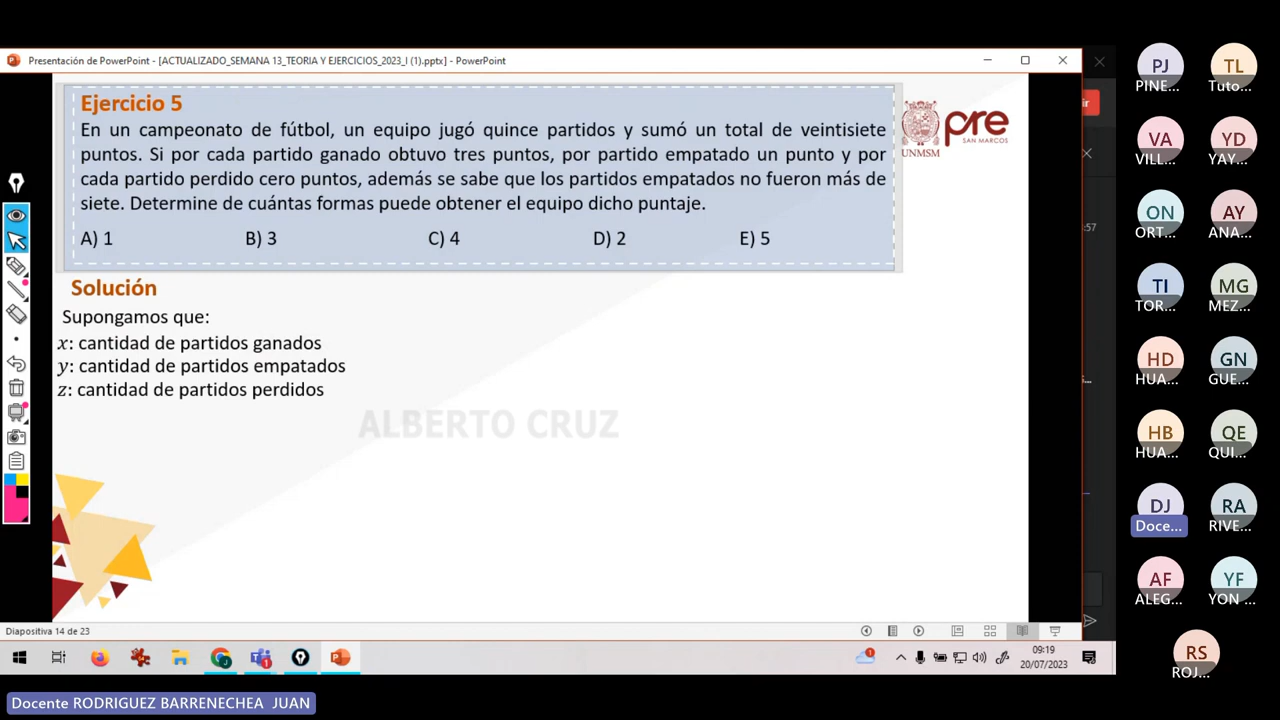 Presentación de PowerPoint - [ACTUALIZADO_SEMANA 13_TEORIA Y EJERCICIOS_2023_I (1).pptx] - PowerPoint
Ejercicio 5
En un campeonato de fútbol, un equipo jugó quince partidos y sumó un total de veintisiete
puntos. Si por cada partido ganado obtuvo tres puntos, por partido empatado un punto y por
cada partido perdido cero puntos, además se sabe que los partidos empatados no fueron más de
siete. Determine de cuántas formas puede obtener el equipo dicho puntaje.
A) 1 B) 3 C) 4 D) 2 E) 5
UNMSM
pre
SAN MARCOS
Solución
Supongamos que:
x: cantidad de partidos ganados
y: cantidad de partidos empatados
z: cantidad de partidos perdidos
ALBERTO CRUZ
Diapositiva 14 de 23
09:19
20/07/2023
ir
:57
PJ
PINE...
TL
Tuto...
VA
VILL...
YD
YAY...
ON
ORT...
AY
ANA...
TI
TOR...
MG
MEZ...
HD
HUA...
GN
GUE...
HB
HUA...
QE
QUI...
DJ
Doce...
RA
RIVE...
AF
ALEG...
YF
YON ...
RS
ROJ...
Docente RODRIGUEZ BARRENECHEA JUAN